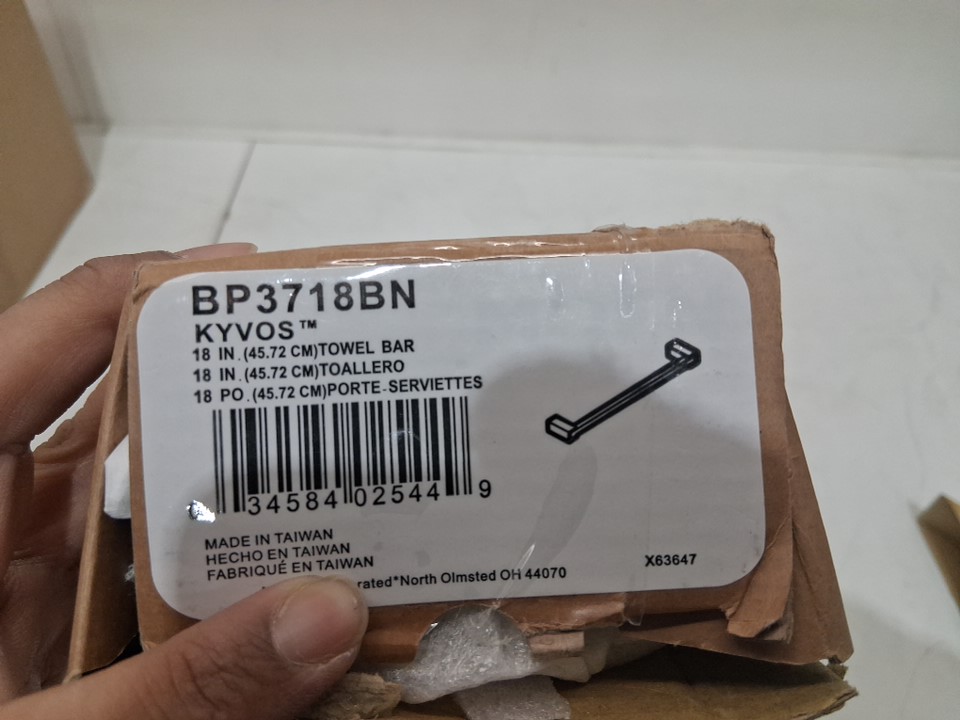 BP3718BN
KYVOS™
18 IN.(45.72 CM)TOWEL BAR
18 IN.(45.72 CM)TOALLERO
18 PO.(45.72 CM)PORTE-SERVIETTES
34584 02544 9
MADE IN TAIWAN
HECHO EN TAIWAN
FABRIQUÉ EN TAIWAN
rated*North Olmsted OH 44070
X63647